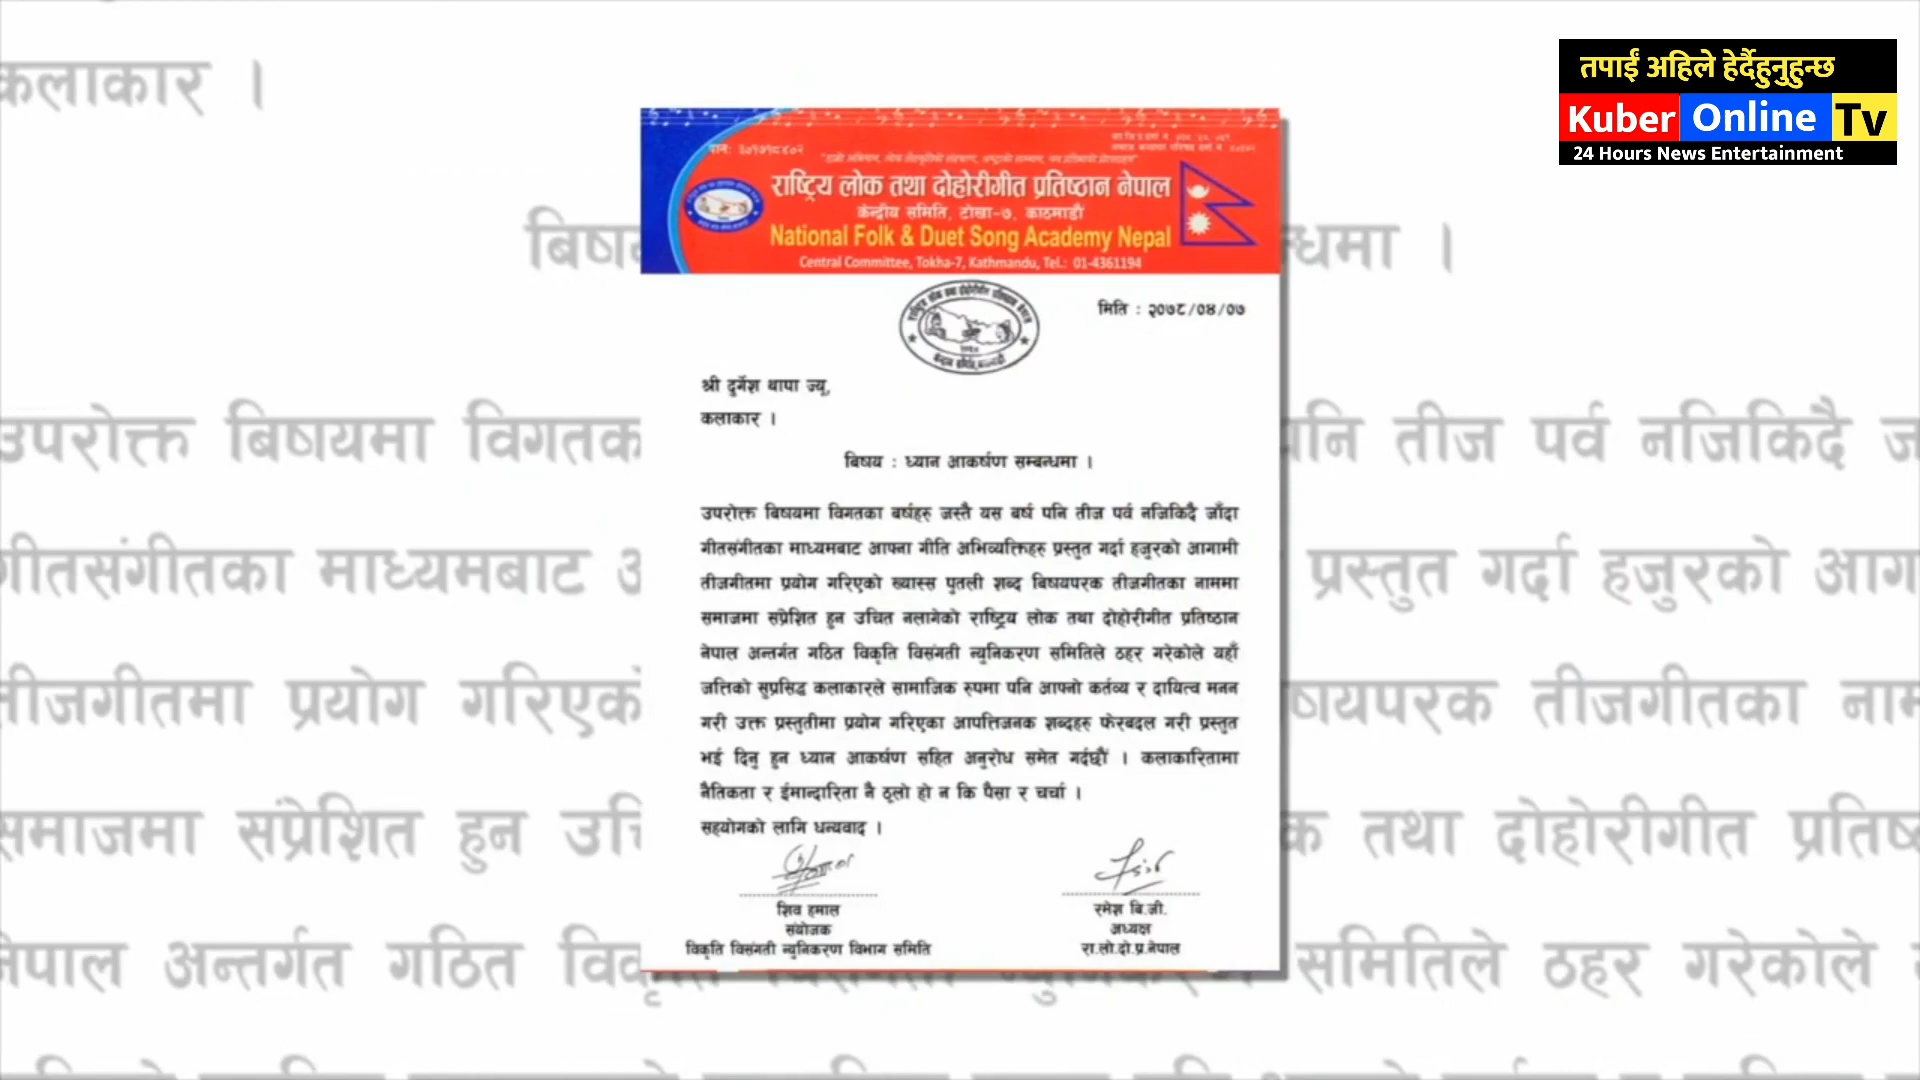 तपाईं अहिले हेर्दैहुनुहुन्छ
Kuber Online Tv
24 Hours News Entertainment
राष्ट्रिय लोक तथा दोहोरीगीत प्रतिष्ठान नेपाल
केन्द्रीय समिति, टोखा-७, काठमाडौं
National Folk & Duet Song Academy Nepal
Central Committee, Tokha-7, Kathmandu, Tel.: 01-4361194
मिति : २०७८/०४/०७
श्री दुर्गेश थापा ज्यू,
कलाकार ।
बिषय : ध्यान आकर्षण सम्बन्धमा ।
उपरोक्त बिषयमा विगतका बर्षहरु जस्तै यस बर्ष पनि तीज पर्व नजिकिदै जाँदा
गीतसंगीतका माध्यमबाट आफ्ना गीति अभिव्यक्तिहरु प्रस्तुत गर्दा हजुरको आगामी
तीजगीतमा प्रयोग गरिएको ख्यास्स पुतली शब्द बिषयपरक तीजगीतका नाममा
समाजमा संप्रेशित हुन उचित नलागेको राष्ट्रिय लोक तथा दोहोरीगीत प्रतिष्ठान
नेपाल अन्तर्गत गठित विकृति विसंगती न्युनिकरण समितिले ठहर गरेकोले यहाँ
जत्तिको सुप्रसिद्ध कलाकारले सामाजिक रुपमा पनि आफ्नो कर्तव्य र दायित्व मनन
गरी उक्त प्रस्तुतीमा प्रयोग गरिएका आपत्तिजनक शब्दहरु फेरबदल गरी प्रस्तुत
भई दिनु हुन ध्यान आकर्षण सहित अनुरोध समेत गर्दछौं । कलाकारितामा
नैतिकता र ईमान्दारिता नै ठूलो हो न कि पैसा र चर्चा ।
सहयोगको लागि धन्यवाद ।
शिव हमाल
संयोजक
विकृति विसंगती न्युनिकरण विभाग समिति
रमेश बि.जी.
अध्यक्ष
रा.लो.दो.प्र.नेपाल